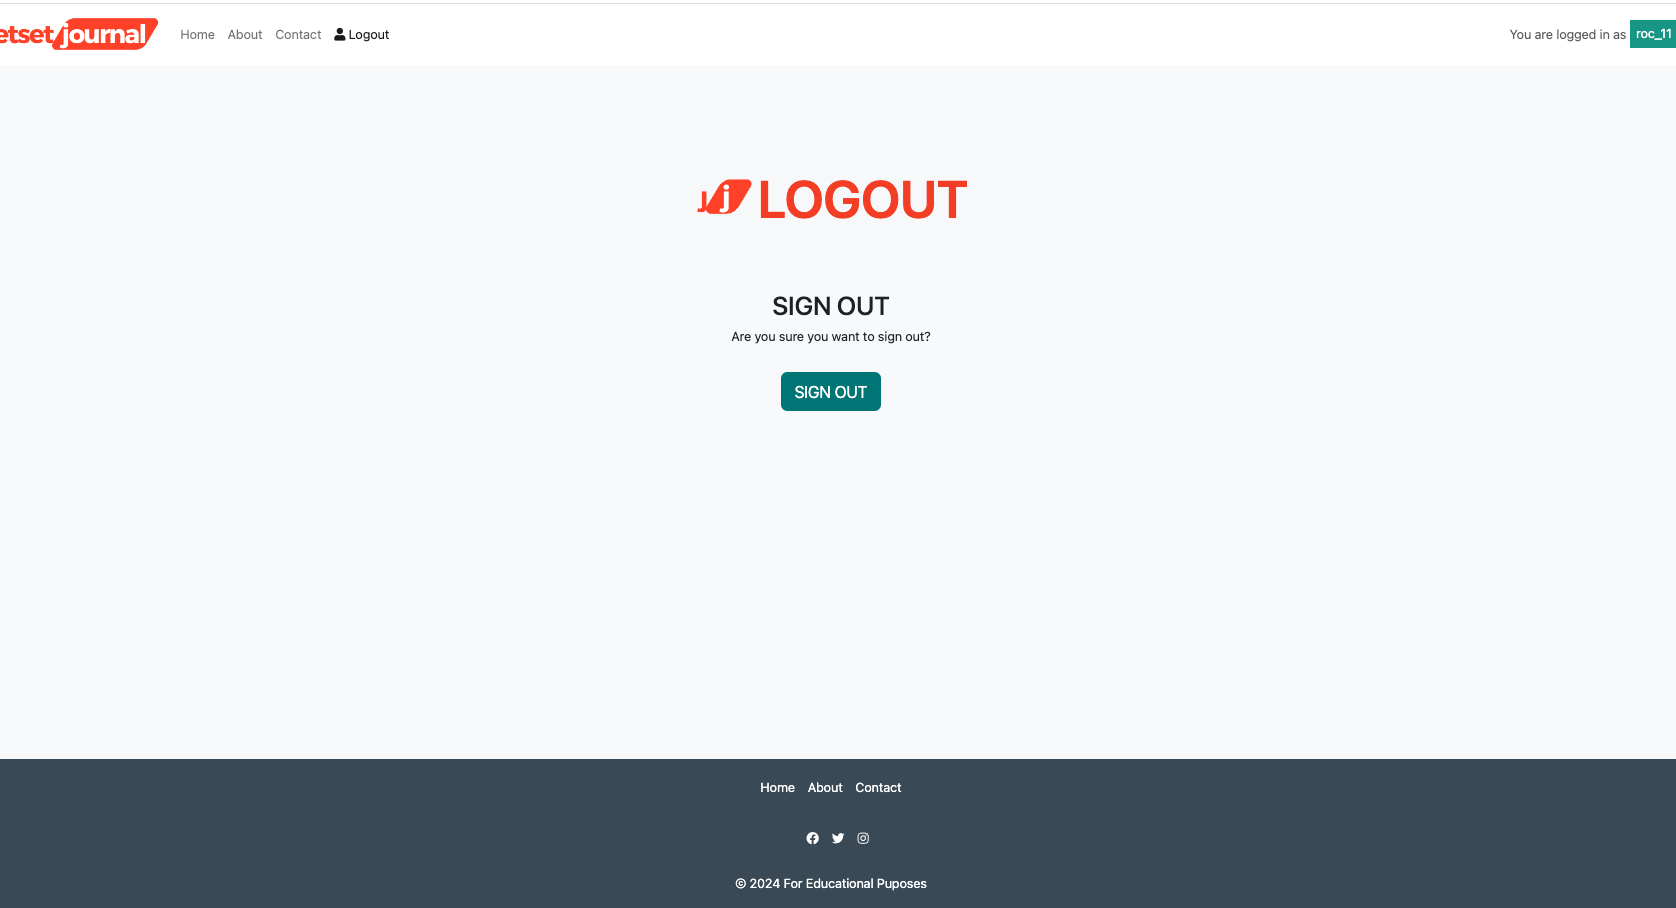 etset journal
Home About Contact Logout
You are logged in as roc_11
Jj LOGOUT
SIGN OUT
Are you sure you want to sign out?
SIGN OUT
Home About Contact
© 2024 For Educational Puposes